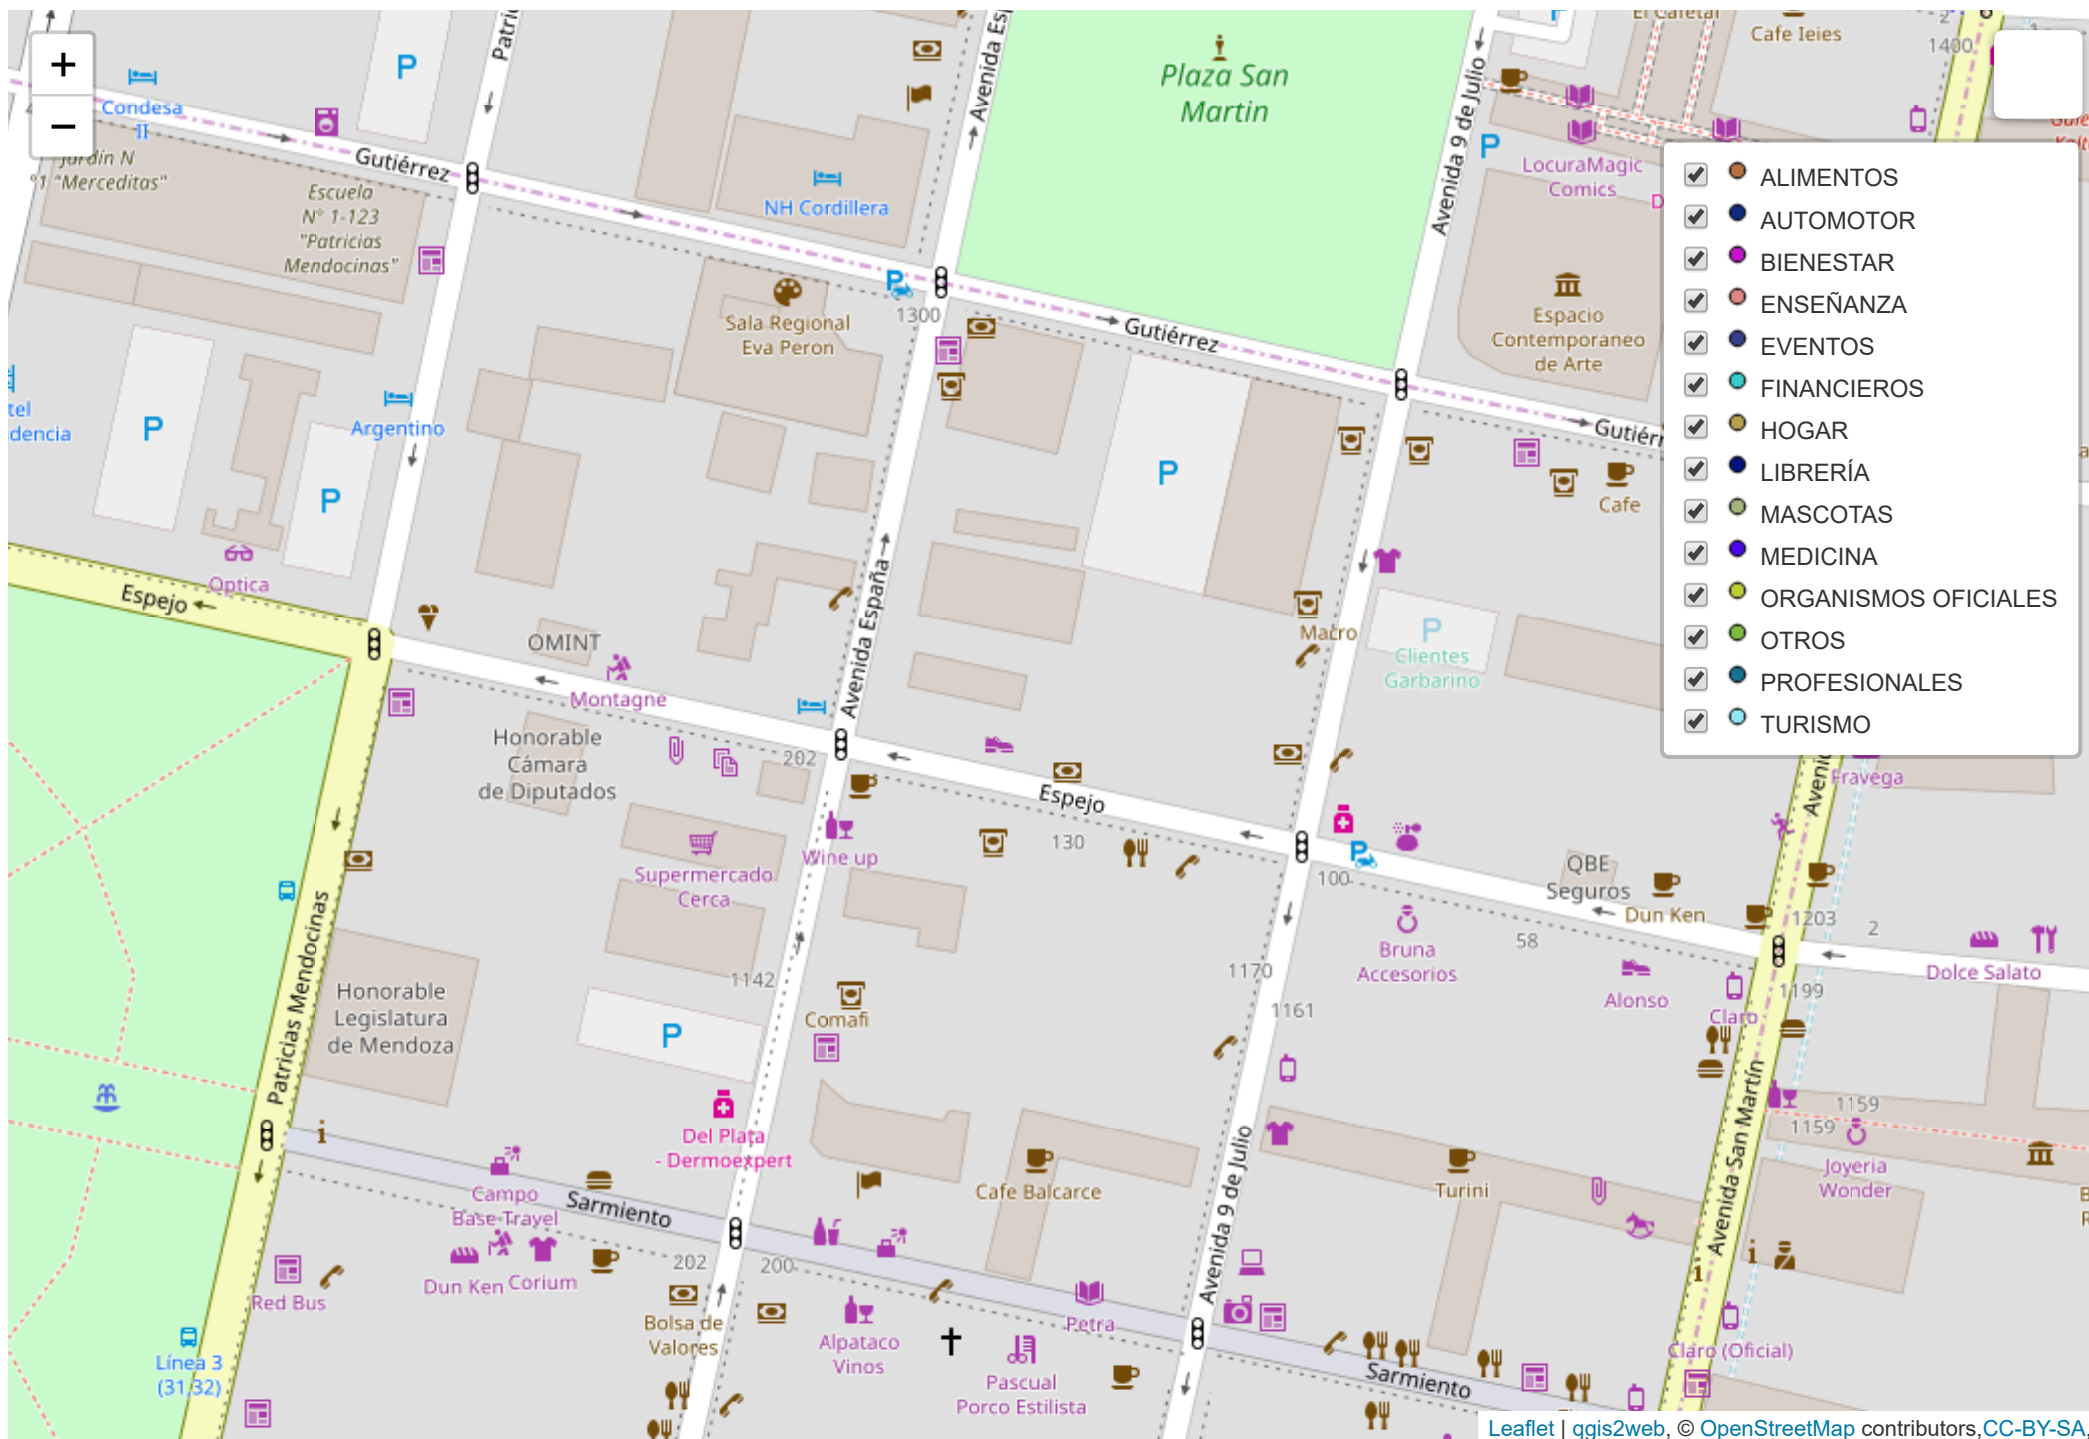 +
−
Condesa
II
Jardín N
°1 "Merceditas"
Escuela
N° 1-123
"Patricias
Mendocinas"
Gutiérrez
P
NH Cordillera
Plaza San
Martin
Avenida 9 de Julio
Cafe Ieies
1400
LocuraMagic
Comics
P
Sala Regional
Eva Peron
P
1300
Gutiérrez
Espacio
Contemporaneo
de Arte
P
Argentino
P
P
Cafe
Optica
Espejo
Avenida España
OMINT
Montagne
Macro
P
Clientes
Garbarino
Honorable
Cámara
de Diputados
202
Espejo
130
Fravega
Supermercado
Cerca
Wine up
P
100
QBE
Seguros
Dun Ken
1203
2
Bruna
Accesorios
58
Alonso
Claro
1199
Dolce Salato
Patricias Mendocinas
Honorable
Legislatura
de Mendoza
1142
Comafi
1170
1161
P
Del Plata
- Dermoexpert
Avenida San Martín
1159
1159
Joyeria
Wonder
Campo
Base Travel
Sarmiento
Cafe Balcarce
Avenida 9 de Julio
Turini
Red Bus
Dun Ken
Corium
202
200
Bolsa de
Valores
Alpataco
Vinos
Petra
Pascual
Porco Estilista
Claro (Oficial)
Línea 3
(31,32)
Sarmiento
ALIMENTOS
AUTOMOTOR
BIENESTAR
ENSEÑANZA
EVENTOS
FINANCIEROS
HOGAR
LIBRERÍA
MASCOTAS
MEDICINA
ORGANISMOS OFICIALES
OTROS
PROFESIONALES
TURISMO
Leaflet | qgis2web, © OpenStreetMap contributors,CC-BY-SA,